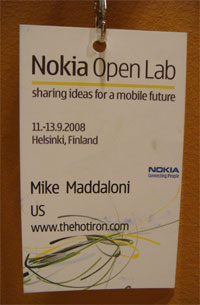 Nokia Open Lab
sharing ideas for a mobile future
11.-13.9.2008
Helsinki, Finland
NOKIA
Connecting People
Mike Maddaloni
US
www.thehotiron.com